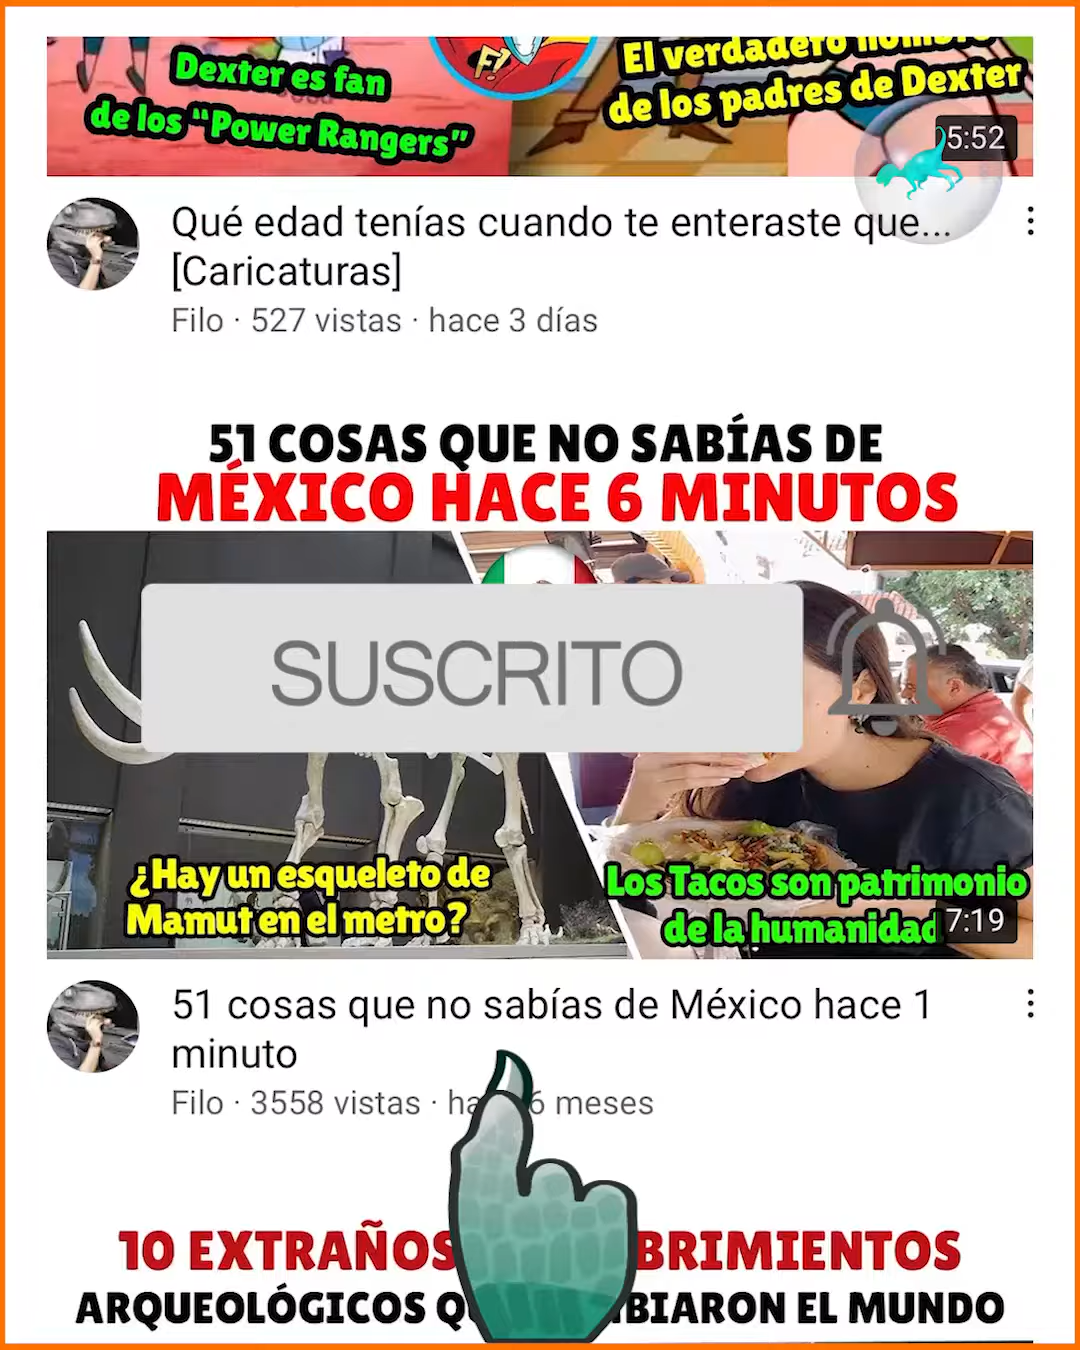 Dexter es fan
de los "Power Rangers"
F!
El verdadero nombre
de los padres de Dexter
5:52
Qué edad tenías cuando te enteraste que...
[Caricaturas]
Filo · 527 vistas · hace 3 días
51 COSAS QUE NO SABÍAS DE
MÉXICO HACE 6 MINUTOS
SUSCRITO
¿Hay un esqueleto de
Mamut en el metro?
Los Tacos son patrimonio
de la humanidad
7:19
51 cosas que no sabías de México hace 1
minuto
Filo · 3558 vistas · ha 6 meses
10 EXTRAÑOS BRIMIENTOS
ARQUEOLÓGICOS Q BIARON EL MUNDO